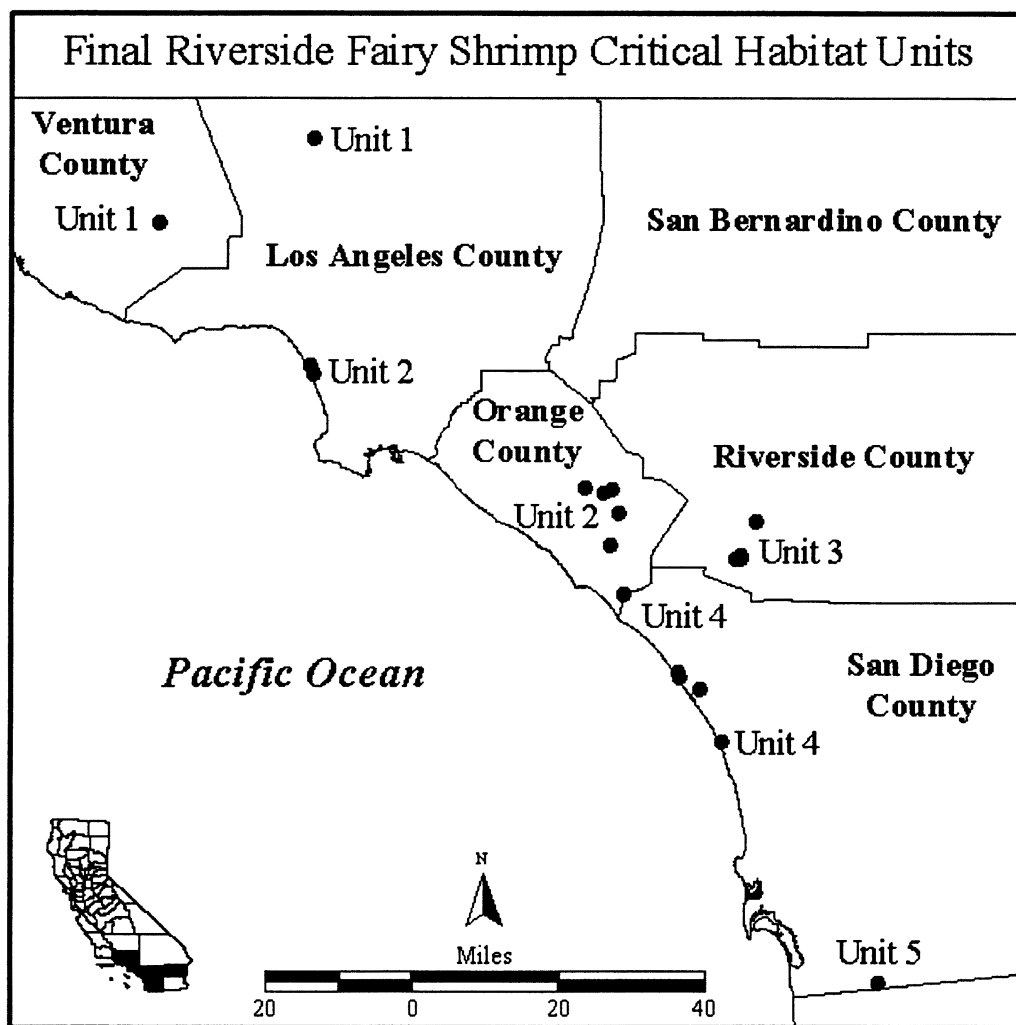 Final Riverside Fairy Shrimp Critical Habitat Units
Ventura
County
Unit 1
Unit 1
Los Angeles County
San Bernardino County
Unit 2
Orange
County
Unit 2
Riverside County
Unit 3
Unit 4
Pacific Ocean
San Diego
County
Unit 4
N
Miles
Unit 5
20 0 20 40